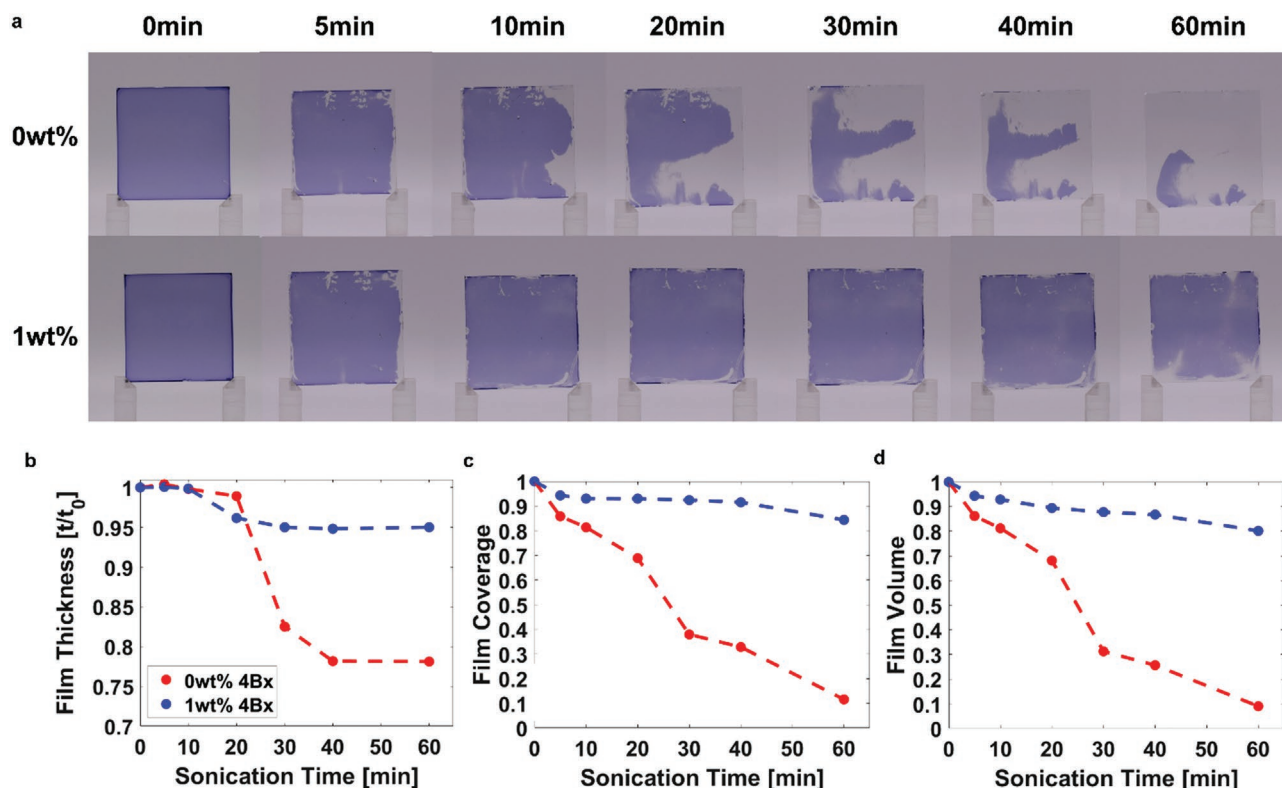 a
0min 5min 10min 20min 30min 40min 60min
0wt%
1wt%
b
Film Thickness [t/t0]
1
0.95
0.9
0.85
0.8
0.75
0.7
0 10 20 30 40 50 60
Sonication Time [min]
0wt% 4Bx
1wt% 4Bx
c
Film Coverage
1
0.9
0.8
0.7
0.6
0.5
0.4
0.3
0.2
0.1
0
0 10 20 30 40 50 60
Sonication Time [min]
d
Film Volume
1
0.9
0.8
0.7
0.6
0.5
0.4
0.3
0.2
0.1
0
0 10 20 30 40 50 60
Sonication Time [min]